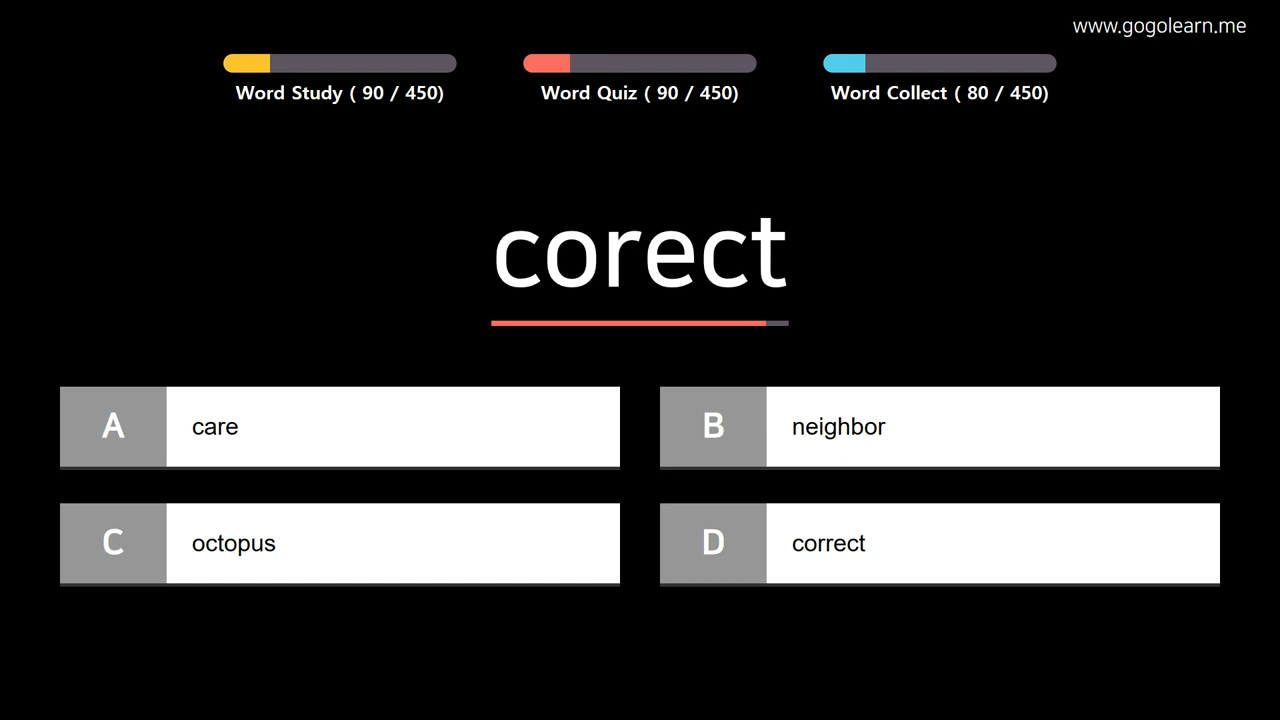 www.gogolearn.me
Word Study ( 90 / 450)
Word Quiz ( 90 / 450)
Word Collect ( 80 / 450)
corect
A care
B neighbor
C octopus
D correct